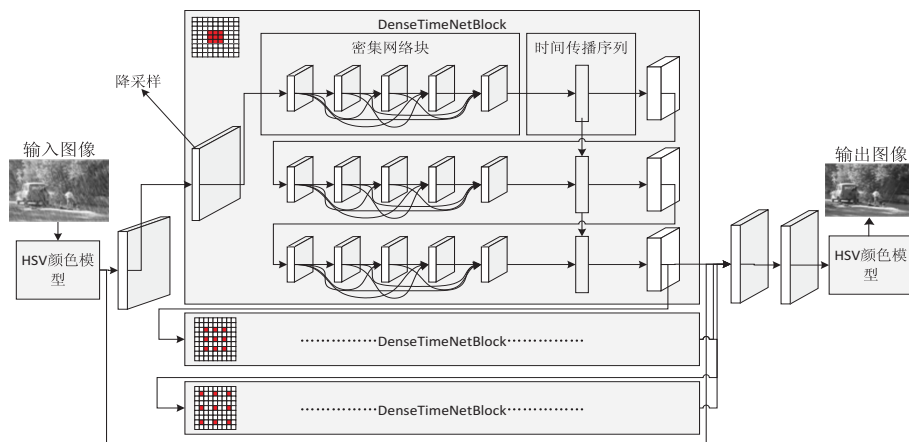 DenseTimeNetBlock
密集网络块
时间传播序列
降采样
输入图像
输出图像
HSV颜色模
型
HSV颜色模
型
……………DenseTimeNetBlock……………
……………DenseTimeNetBlock……………